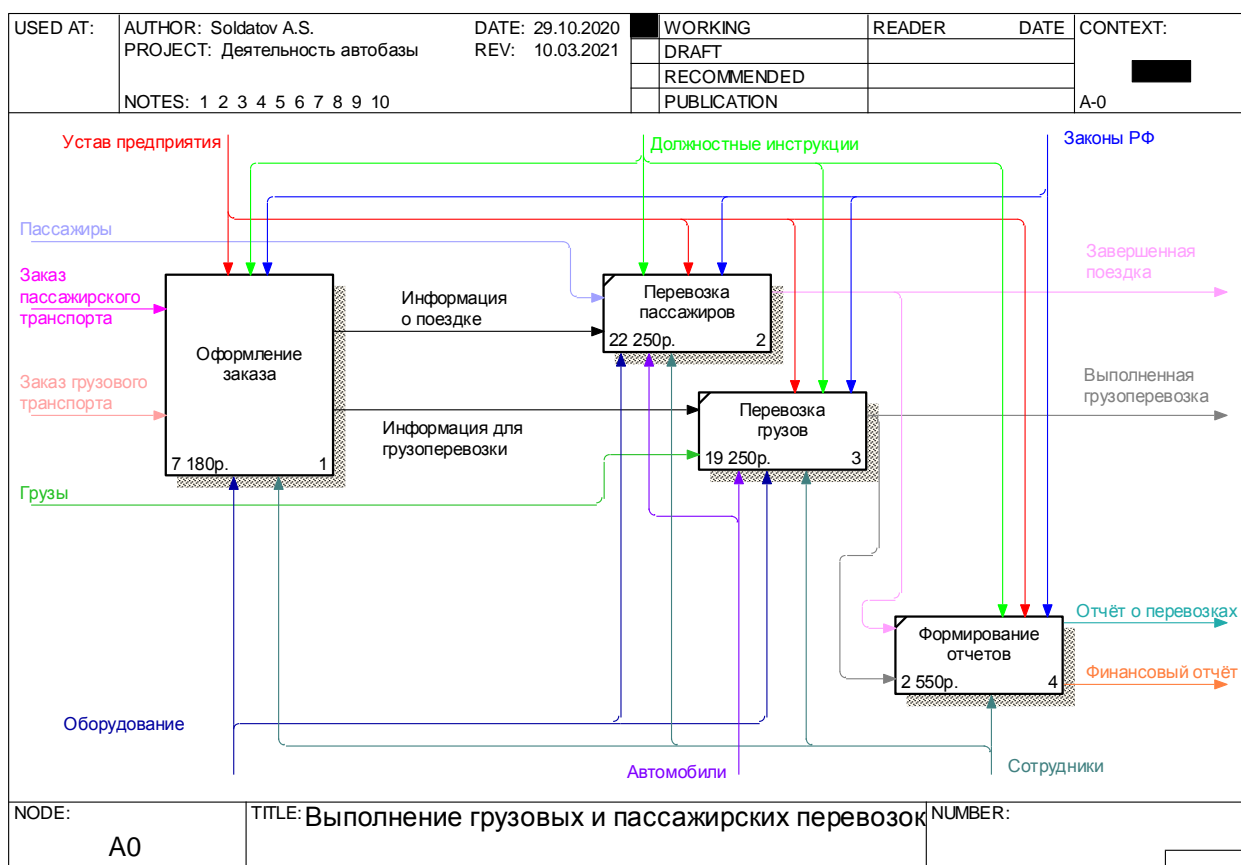 USED AT:
AUTHOR: Soldatov A.S.
DATE: 29.10.2020
PROJECT: Деятельность автобазы
REV: 10.03.2021
NOTES: 1 2 3 4 5 6 7 8 9 10
WORKING
DRAFT
RECOMMENDED
PUBLICATION
READER
DATE
CONTEXT:
A-0
Устав предприятия
Должностные инструкции
Законы РФ
Пассажиры
Заказ
пассажирского
транспорта
Заказ грузового
транспорта
Грузы
Оформление
заказа
7 180р.
1
Информация
о поездке
Информация для
грузоперевозки
Перевозка
пассажиров
22 250р.
2
Перевозка
грузов
19 250р.
3
Завершенная
поездка
Выполненная
грузоперевозка
Формирование
отчетов
2 550р.
4
Отчёт о перевозках
Финансовый отчёт
Оборудование
Автомобили
Сотрудники
NODE:
A0
TITLE: Выполнение грузовых и пассажирских перевозок
NUMBER: